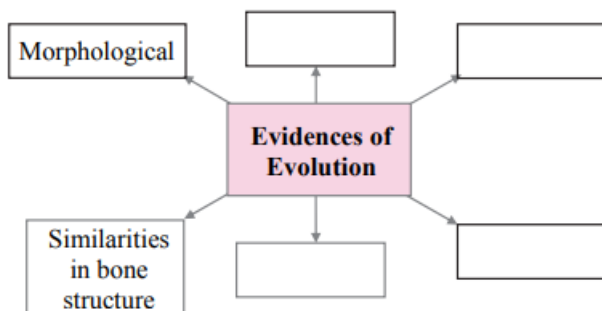 Morphological
Evidences of
Evolution
Similarities
in bone
structure